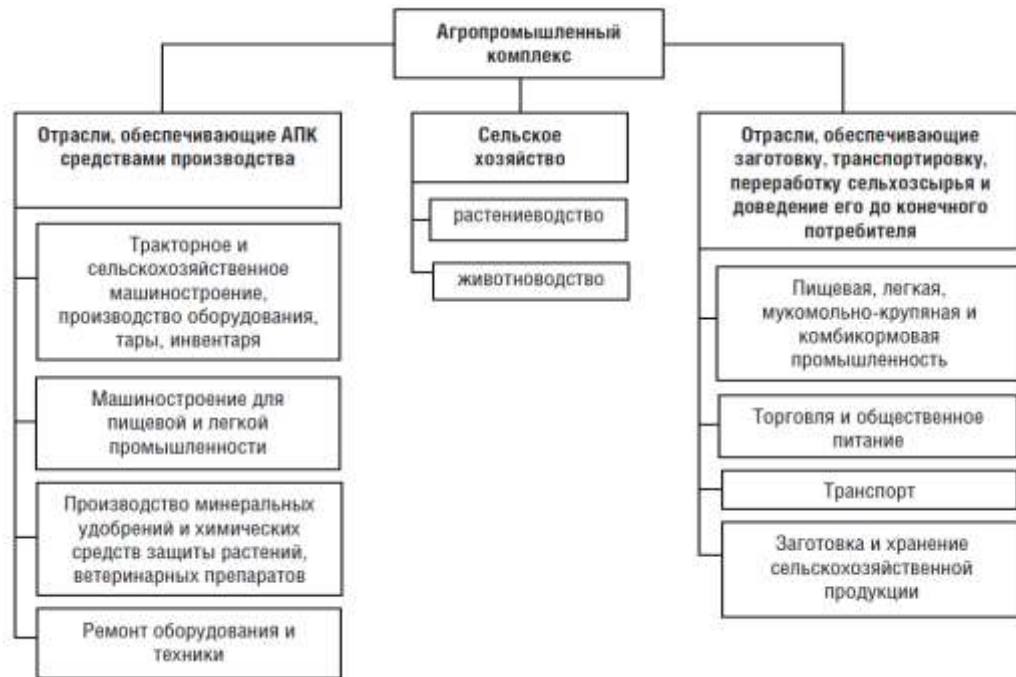 Агропромышленный
комплекс
Отрасли, обеспечивающие АПК
средствами производства
Тракторное и
сельскохозяйственное
машиностроение,
производство оборудования,
тары, инвентаря
Машиностроение для
пищевой и легкой
промышленности
Производство минеральных
удобрений и химических
средств защиты растений,
ветеринарных препаратов
Ремонт оборудования и
техники
Сельское
хозяйство
растениеводство
животноводство
Отрасли, обеспечивающие
заготовку, транспортировку,
переработку сельхозсырья и
доведение его до конечного
потребителя
Пищевая, легкая,
мукомольно-крупяная и
комбикормовая
промышленность
Торговля и общественное
питание
Транспорт
Заготовка и хранение
сельскохозяйственной
продукции